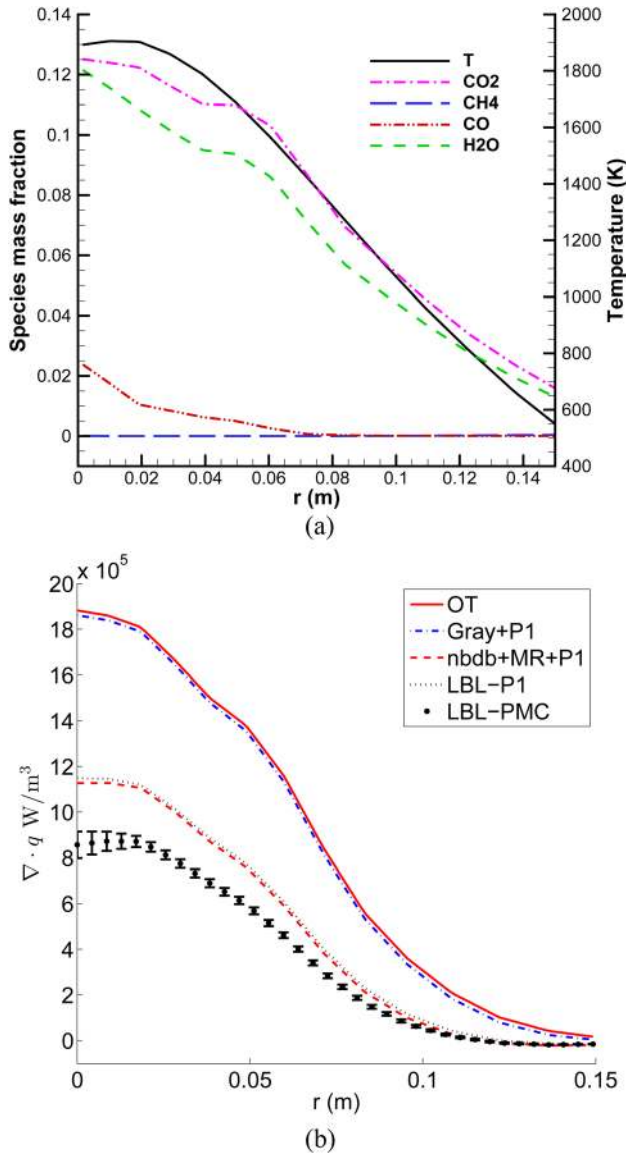 0.14
0.12
0.1
0.08
0.06
0.04
0.02
0
Species mass fraction
2000
1800
1600
1400
1200
1000
800
600
400
Temperature (K)
T
CO2
CH4
CO
H2O
0
0.02
0.04
0.06
0.08
0.1
0.12
0.14
r (m)
(a)
x 10⁵
20
18
16
14
12
10
8
6
4
2
0
∇ · q W/m³
OT
Gray+P1
nbdb+MR+P1
LBL−P1
LBL−PMC
0
0.05
0.1
0.15
r (m)
(b)